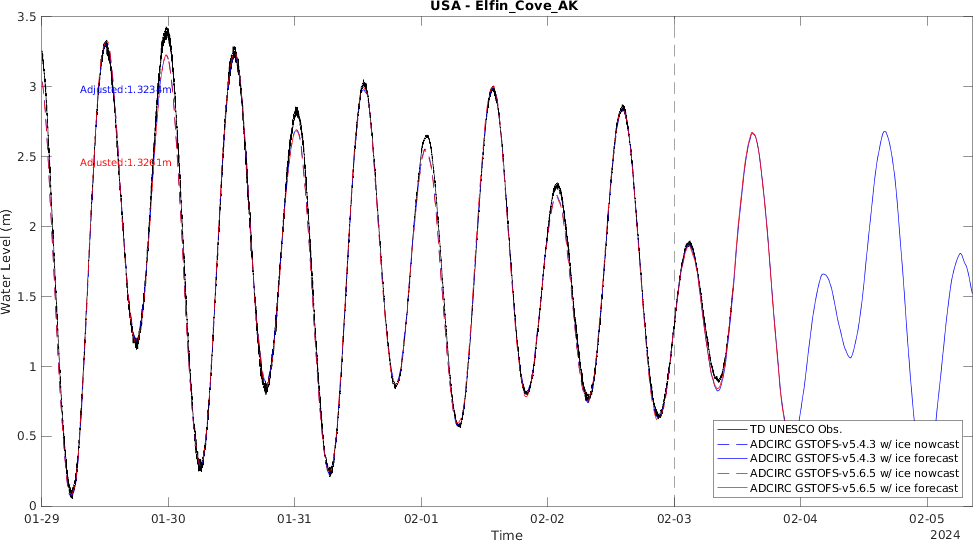 USA - Elfin_Cove_AK
3.5
3
2.5
2
1.5
1
0.5
0
Water Level (m)
Adjusted:1.3234m
Adjusted:1.3261m
TD UNESCO Obs.
ADCIRC GSTOFS-v5.4.3 w/ ice nowcast
ADCIRC GSTOFS-v5.4.3 w/ ice forecast
ADCIRC GSTOFS-v5.6.5 w/ ice nowcast
ADCIRC GSTOFS-v5.6.5 w/ ice forecast
01-29 01-30 01-31 02-01 02-02 02-03 02-04 02-05
Time
2024